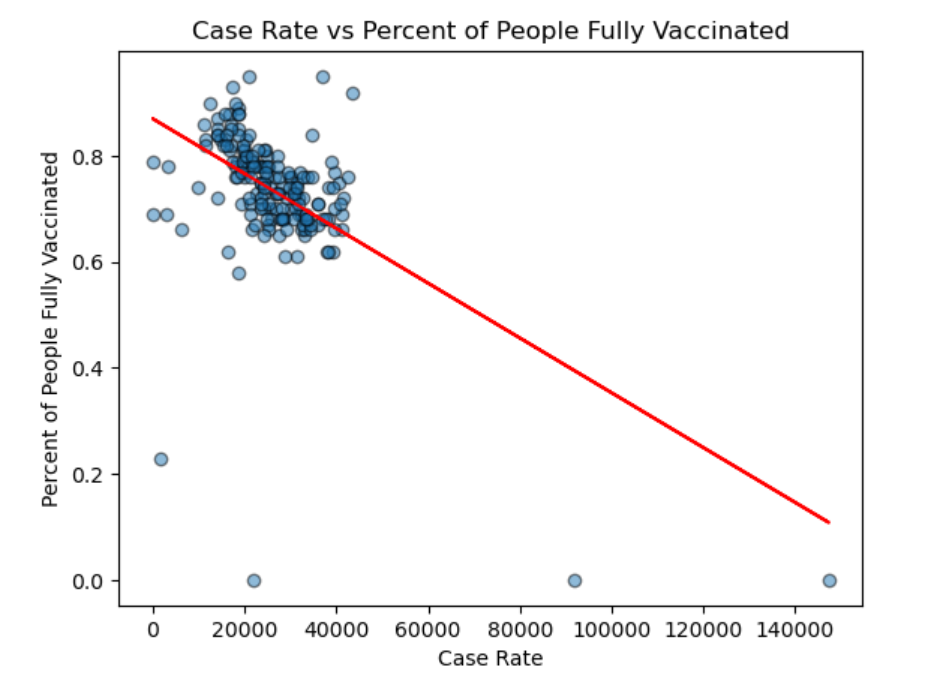 Case Rate vs Percent of People Fully Vaccinated
Percent of People Fully Vaccinated
0.8
0.6
0.4
0.2
0.0
0 20000 40000 60000 80000 100000 120000 140000
Case Rate